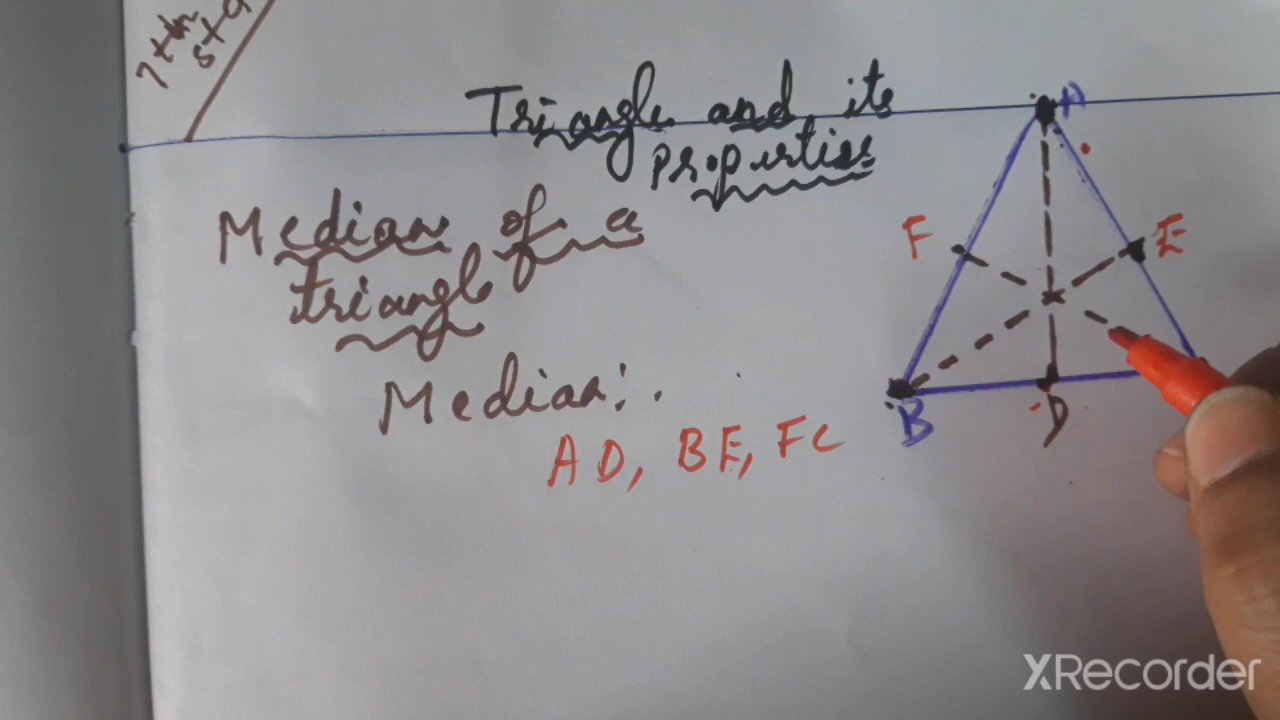 7th
std
Triangle and its
properties
Median of a
triangle
Median:.
AD, BE, FC
A
F
E
B
D
XRecorder